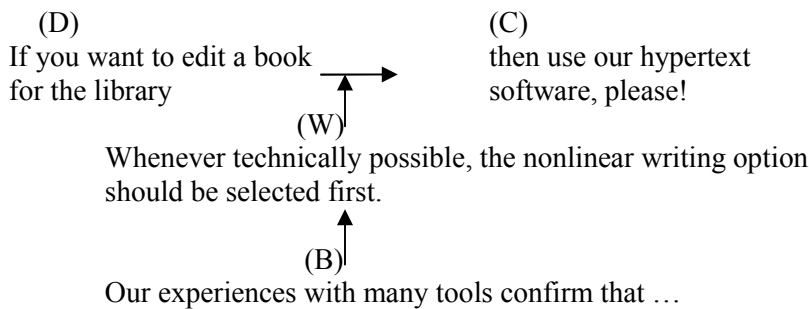 (D) (C)
If you want to edit a book then use our hypertext
for the library software, please!
(W)
Whenever technically possible, the nonlinear writing option
should be selected first.
(B)
Our experiences with many tools confirm that …